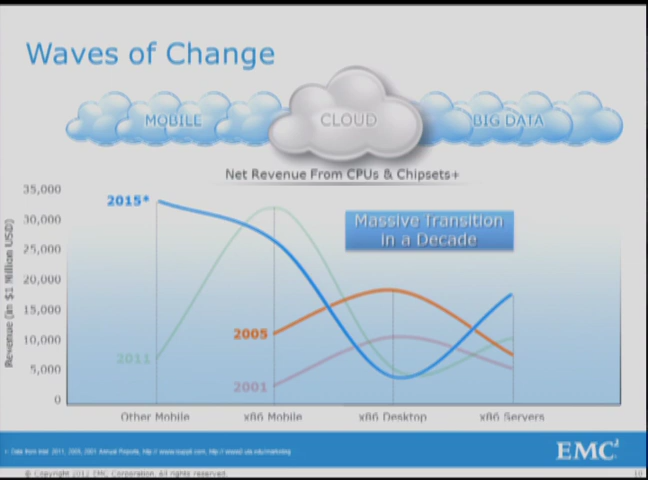 Waves of Change
MOBILE
CLOUD
BIG DATA
Net Revenue From CPUs & Chipsets+
35,000
30,000
25,000
20,000
15,000
10,000
5,000
0
Revenue (in $1 Million USD)
2015*
2011
2005
2001
Massive Transition
in a Decade
Other Mobile
x86 Mobile
x86 Desktop
x86 Servers
EMC²
© Copyright 2012 EMC Corporation. All rights reserved.
10